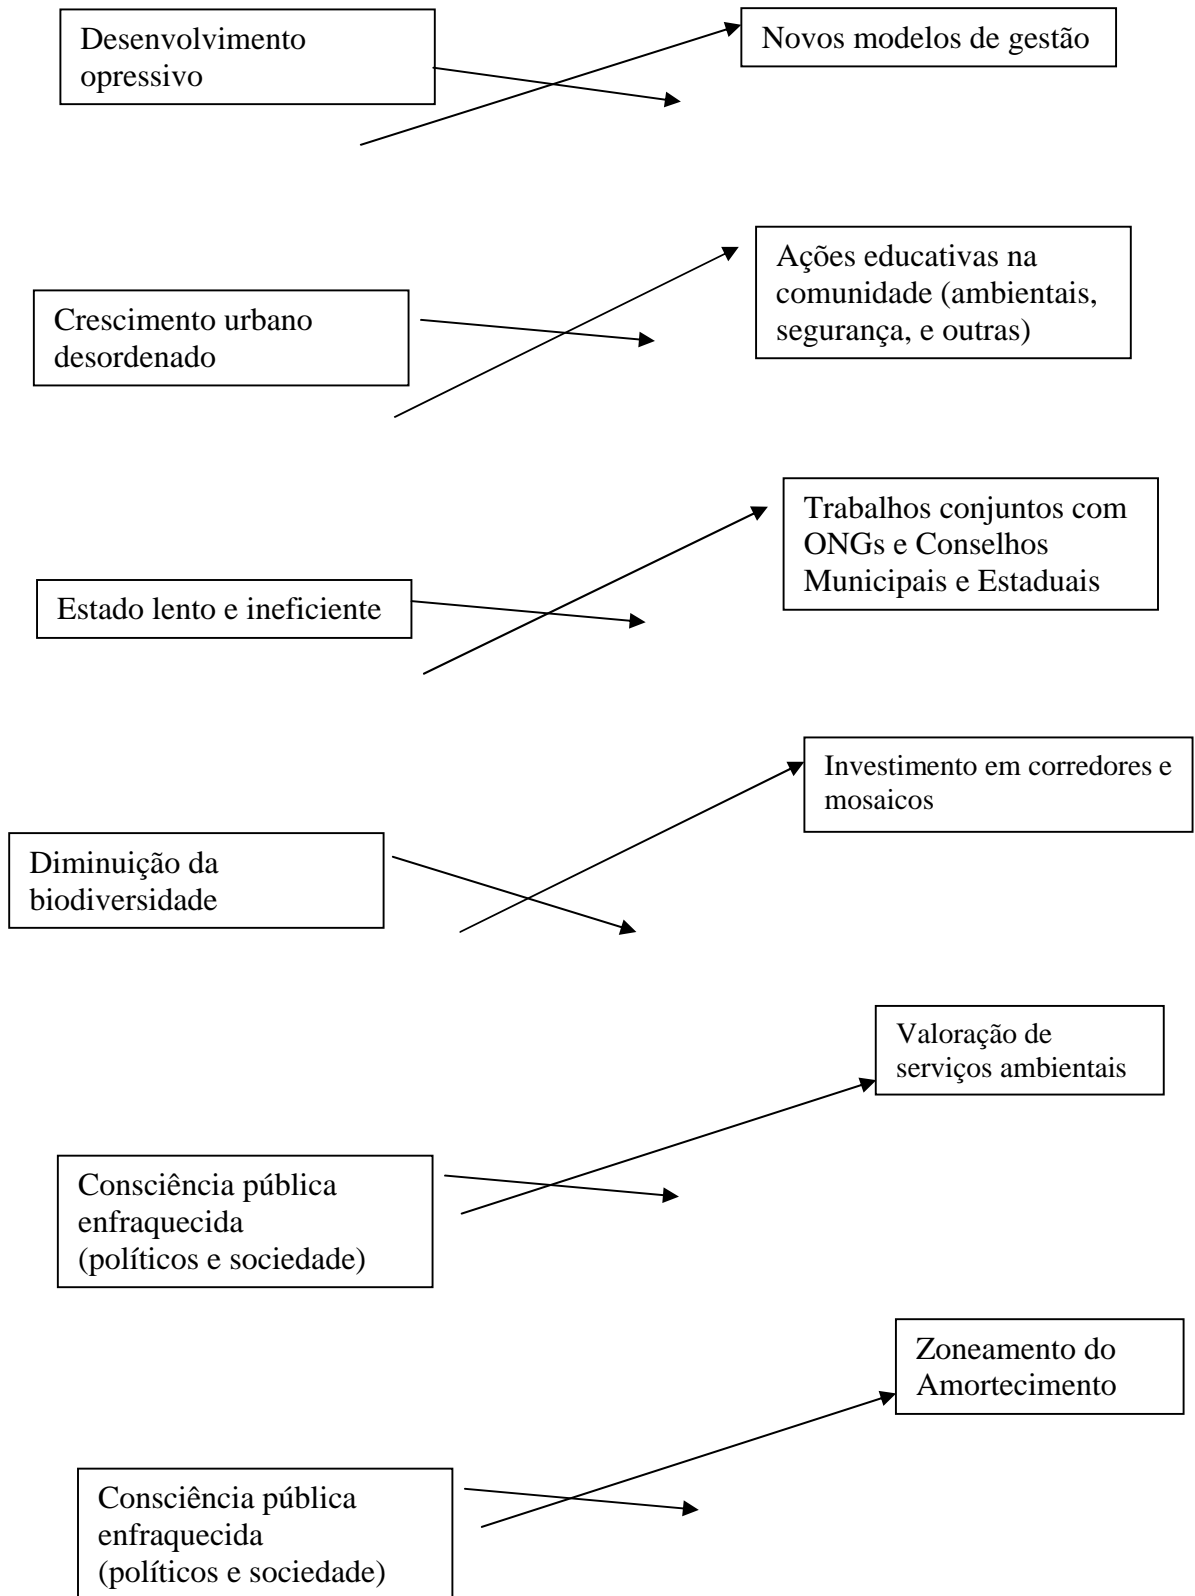 Desenvolvimento
opressivo
Novos modelos de gestão
Ações educativas na
comunidade (ambientais,
segurança, e outras)
Crescimento urbano
desordenado
Trabalhos conjuntos com
ONGs e Conselhos
Municipais e Estaduais
Estado lento e ineficiente
Investimento em corredores e
mosaicos
Diminuição da
biodiversidade
Valoração de
serviços ambientais
Consciência pública
enfraquecida
(políticos e sociedade)
Zoneamento do
Amortecimento
Consciência pública
enfraquecida
(políticos e sociedade)